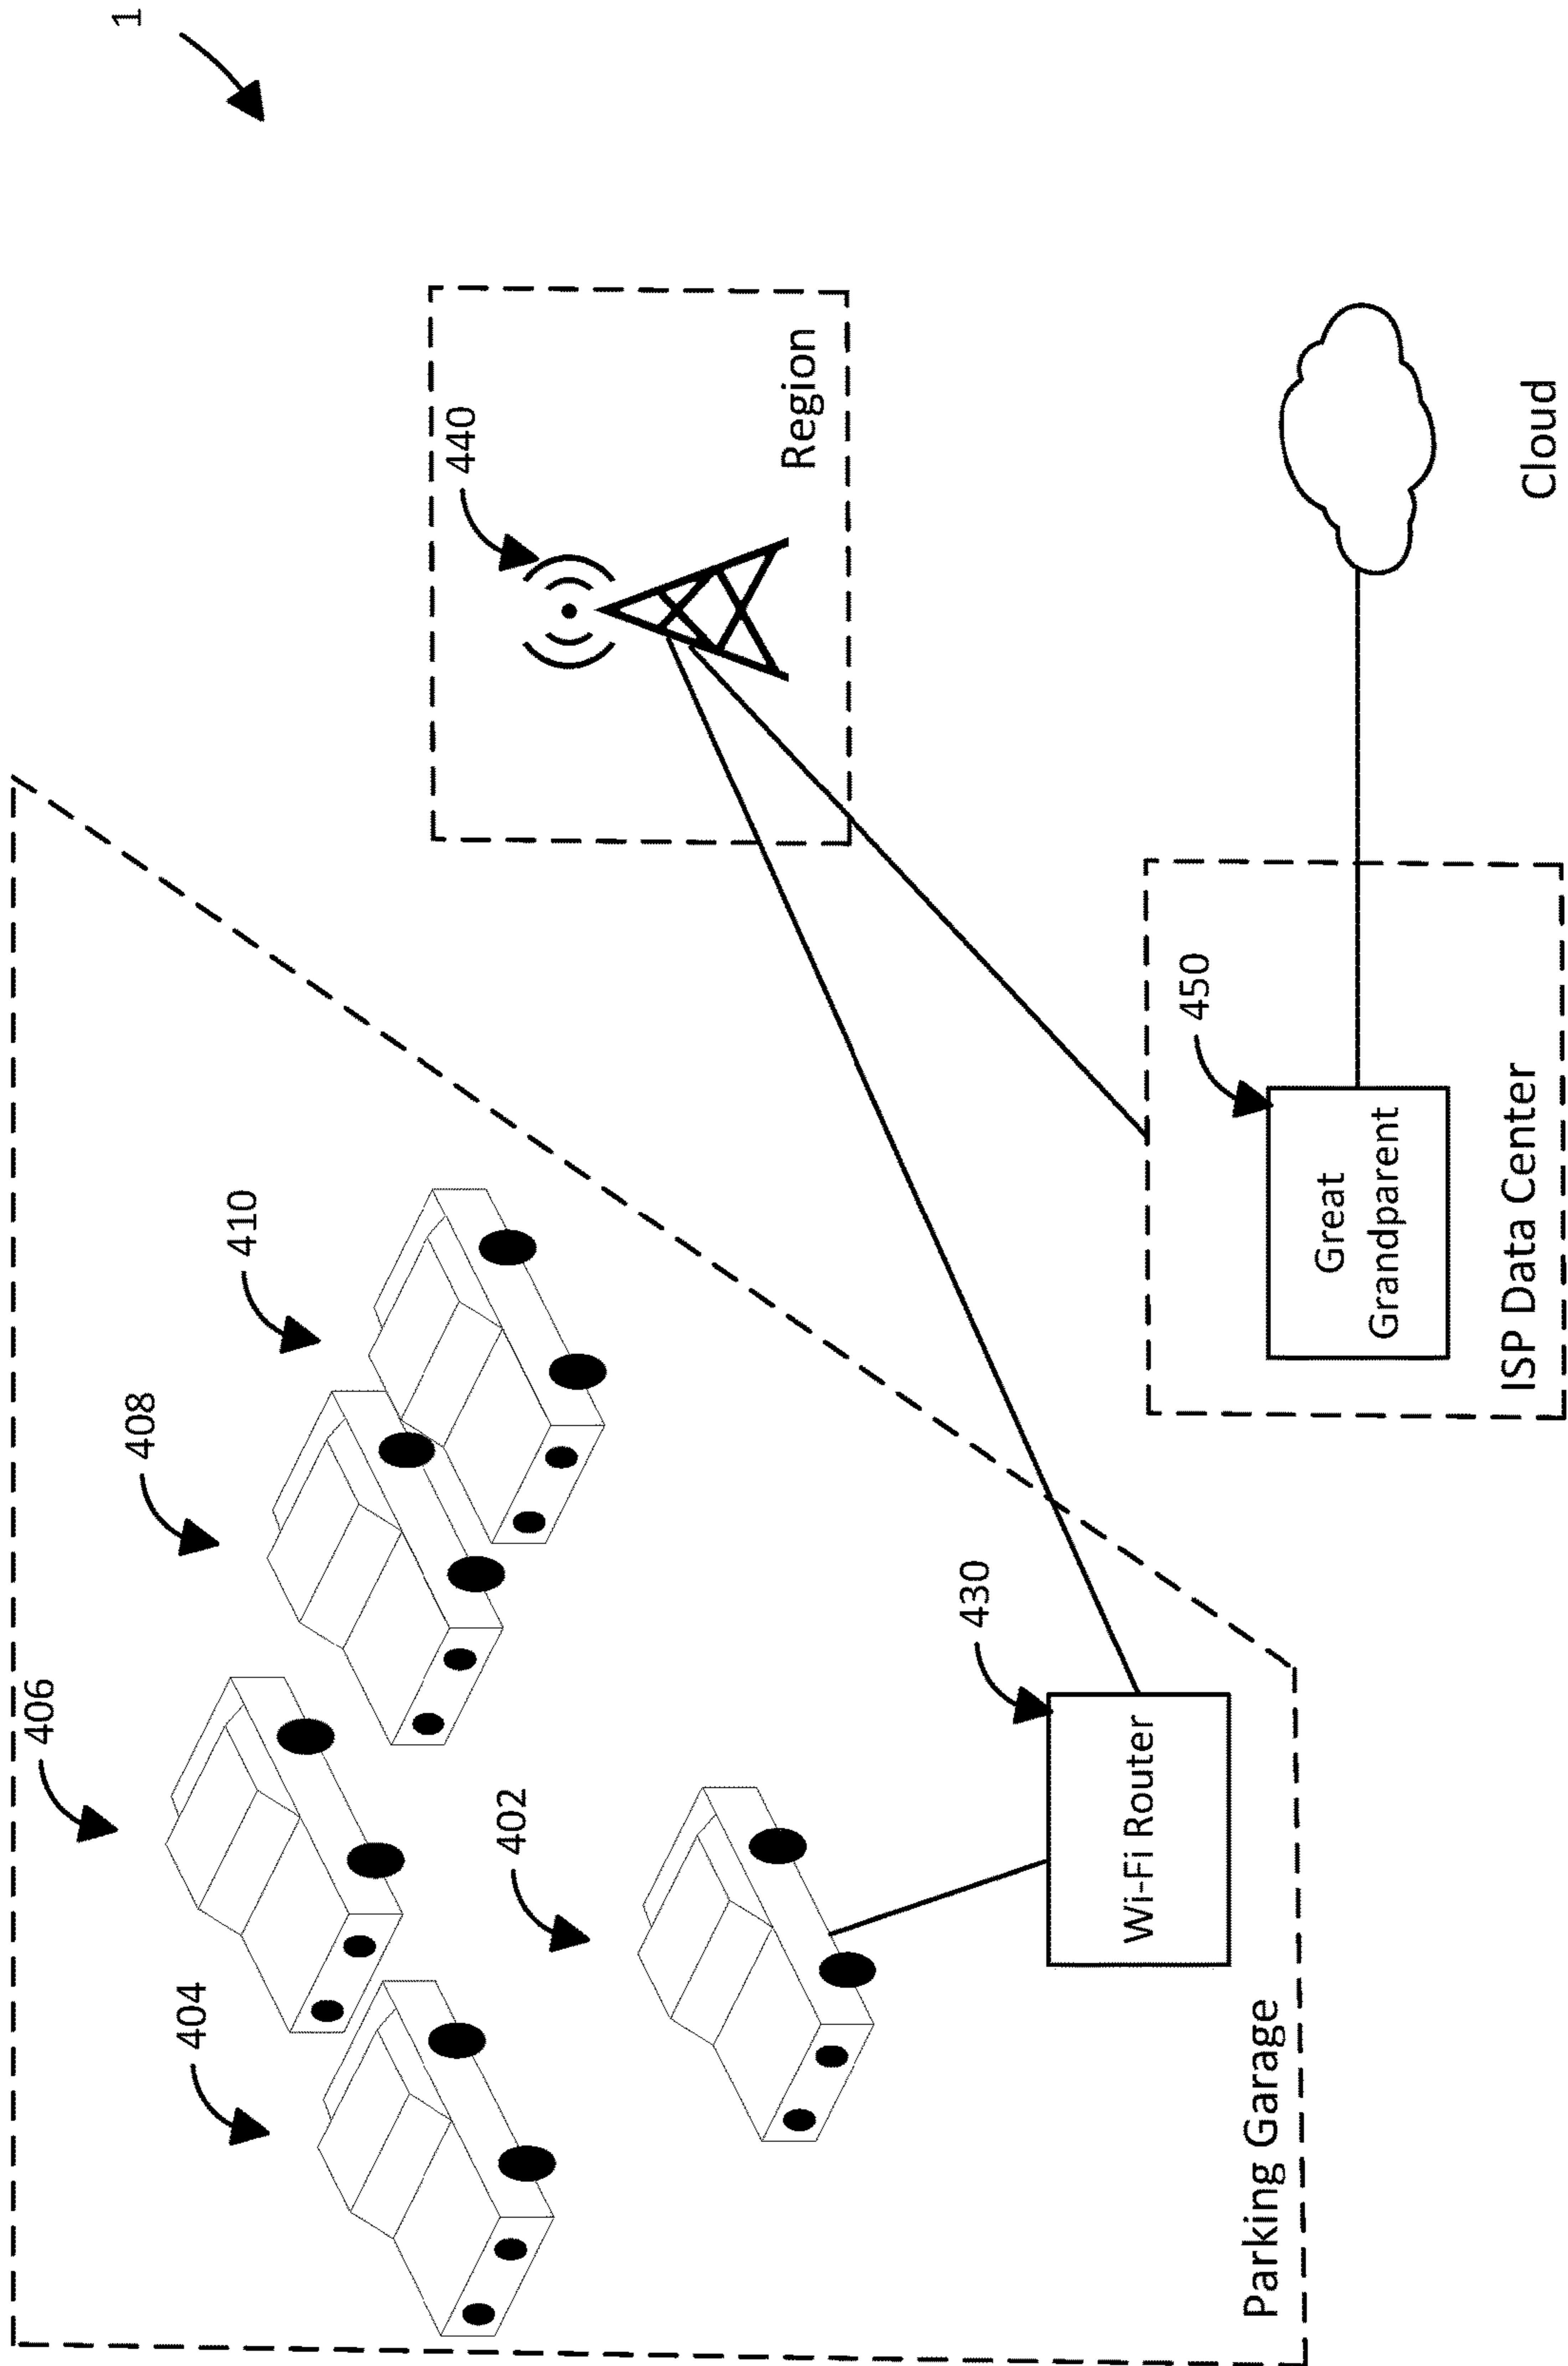 1
406
408
404
410
440
402
Region
430
Wi-Fi Router
450
Parking Garage
Great
Grandparent
ISP Data Center
Cloud